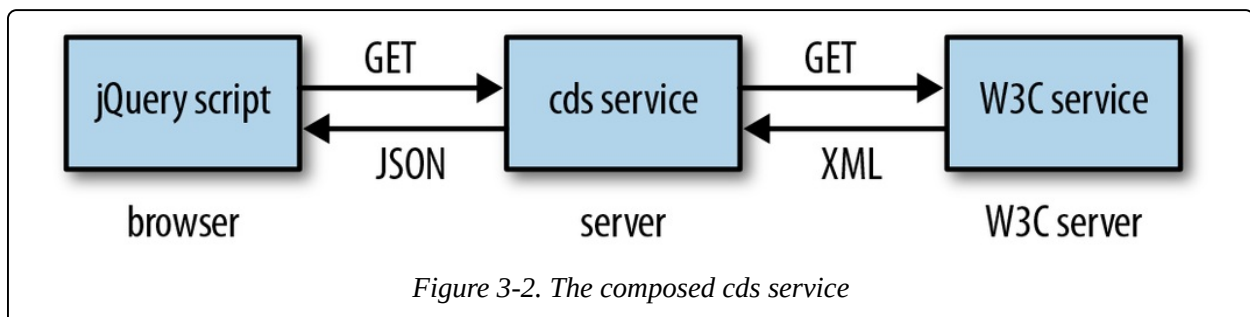 GET GET
jQuery script cds service W3C service
JSON XML
browser server W3C server
Figure 3-2. The composed cds service